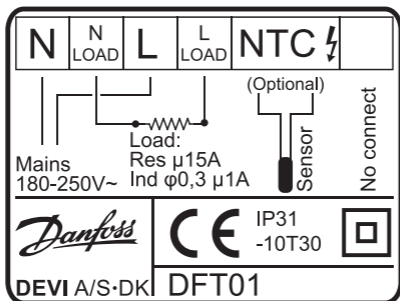 N
N
LOAD
L
L
LOAD
NTC
(Optional)
Sensor
No connect
Load:
Res µ15A
Ind φ0,3 µ1A
Mains
180-250V~
Danfoss
CE
IP31
-10T30
DEVI A/S•DK
DFT01